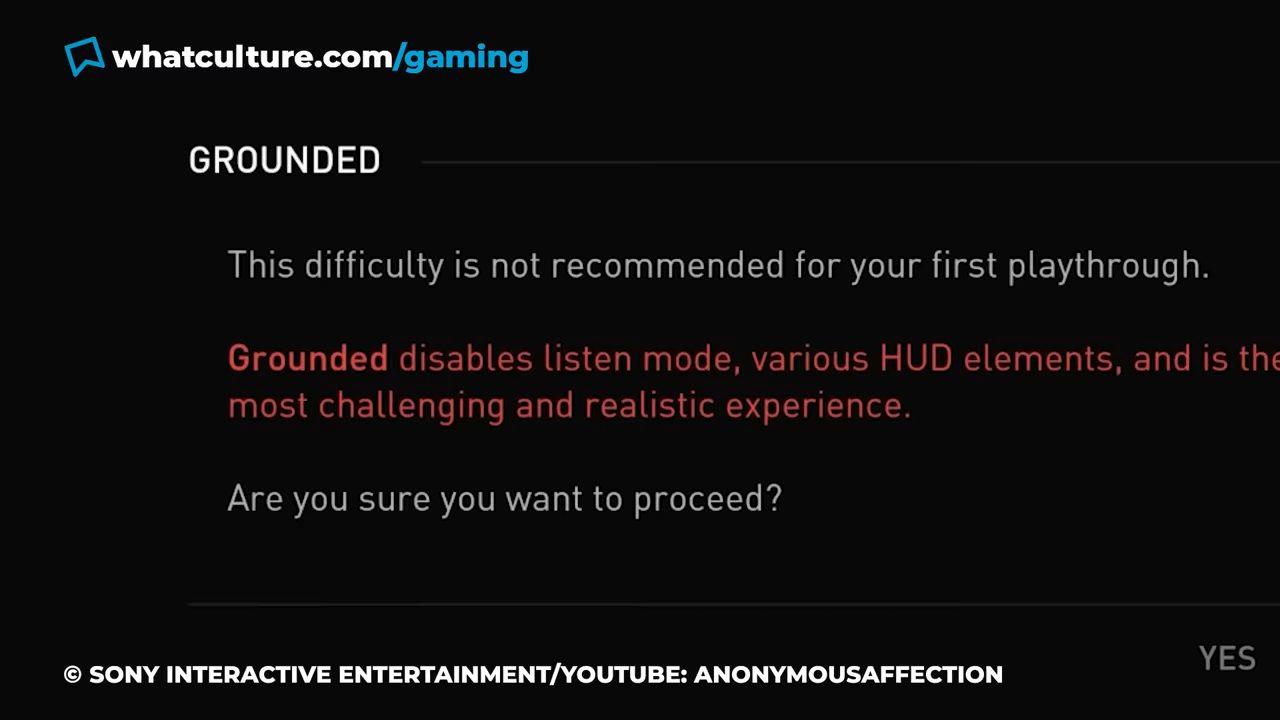 whatculture.com/gaming
GROUNDED
This difficulty is not recommended for your first playthrough.
Grounded disables listen mode, various HUD elements, and is the
most challenging and realistic experience.
Are you sure you want to proceed?
YES
© SONY INTERACTIVE ENTERTAINMENT/YOUTUBE: ANONYMOUSAFFECTION